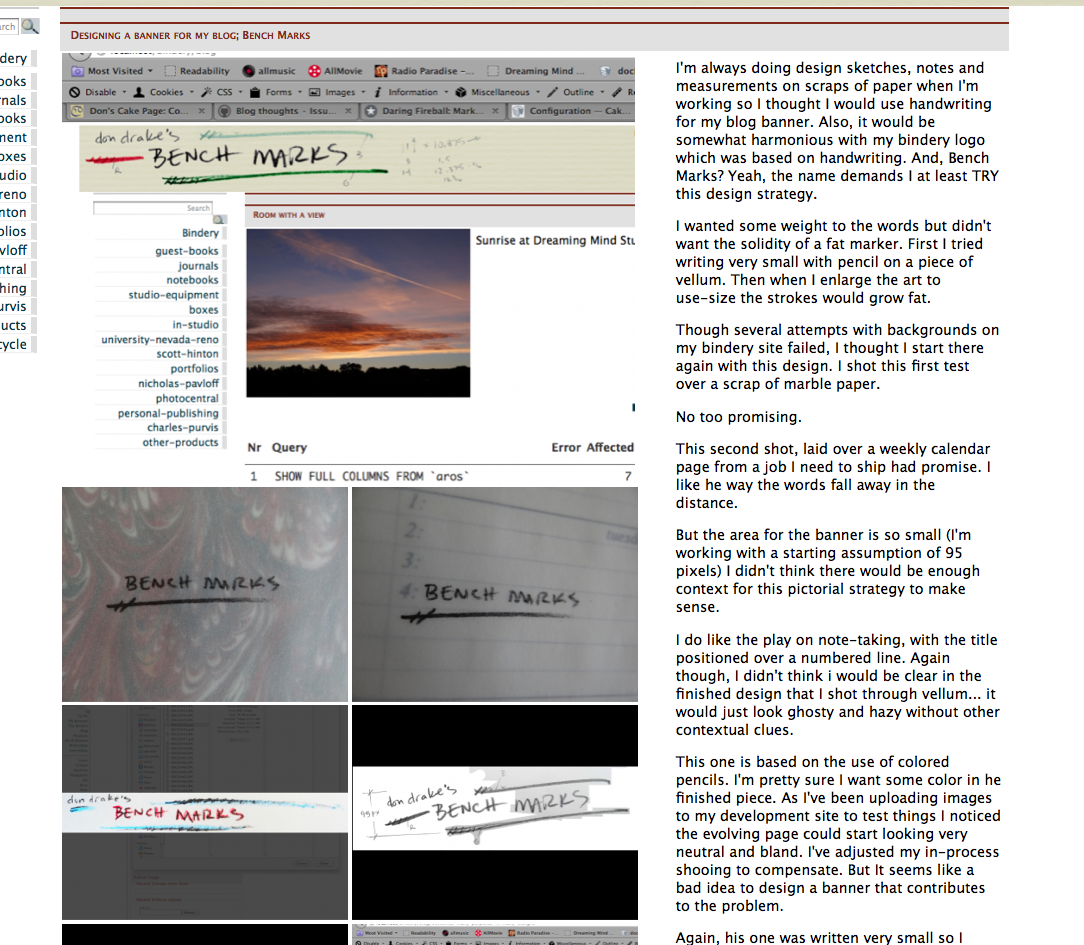 arch
Designing a banner for my blog; Bench Marks
dery
ooks
rnals
ooks
ment
oxes
udio
reno
nton
olios
vloff
ntral
hing
urvis
ucts
cycle
Most Visited
Readability
allmusic
AllMovie
Radio Paradise -...
Dreaming Mind ...
doc
Disable
Cookies
CSS
Forms
Images
Information
Miscellaneous
Outline
Don's Cake Page: Co...
Blog thoughts - Issu...
Daring Fireball: Mark...
Configuration — Cak...
don drake's
BENCH MARKS
Search
Room with a view
Bindery
guest-books
journals
notebooks
studio-equipment
boxes
in-studio
university-nevada-reno
scott-hinton
portfolios
nicholas-pavloff
photocentral
personal-publishing
charles-purvis
other-products
Sunrise at Dreaming Mind Stu
Nr Query Error Affected
1 SHOW FULL COLUMNS FROM `aros` 7
BENCH MARKS
1:
2:
3:
4: BENCH MARKS
don drake's
BENCH MARKS
don drake's
BENCH MARKS
Most Visited
Readability
allmusic
AllMovie
Radio Paradise -...
Dreaming Mind ...
I'm always doing design sketches, notes and
measurements on scraps of paper when I'm
working so I thought I would use handwriting
for my blog banner. Also, it would be
somewhat harmonious with my bindery logo
which was based on handwriting. And, Bench
Marks? Yeah, the name demands I at least TRY
this design strategy.
I wanted some weight to the words but didn't
want the solidity of a fat marker. First I tried
writing very small with pencil on a piece of
vellum. Then when I enlarge the art to
use-size the strokes would grow fat.
Though several attempts with backgrounds on
my bindery site failed, I thought I start there
again with this design. I shot this first test
over a scrap of marble paper.
No too promising.
This second shot, laid over a weekly calendar
page from a job I need to ship had promise. I
like he way the words fall away in the
distance.
But the area for the banner is so small (I'm
working with a starting assumption of 95
pixels) I didn't think there would be enough
context for this pictorial strategy to make
sense.
I do like the play on note-taking, with the title
positioned over a numbered line. Again
though, I didn't think i would be clear in the
finished design that I shot through vellum... it
would just look ghosty and hazy without other
contextual clues.
This one is based on the use of colored
pencils. I'm pretty sure I want some color in he
finished piece. As I've been uploading images
to my development site to test things I noticed
the evolving page could start looking very
neutral and bland. I've adjusted my in-process
shooing to compensate. But It seems like a
bad idea to design a banner that contributes
to the problem.
Again, his one was written very small so I